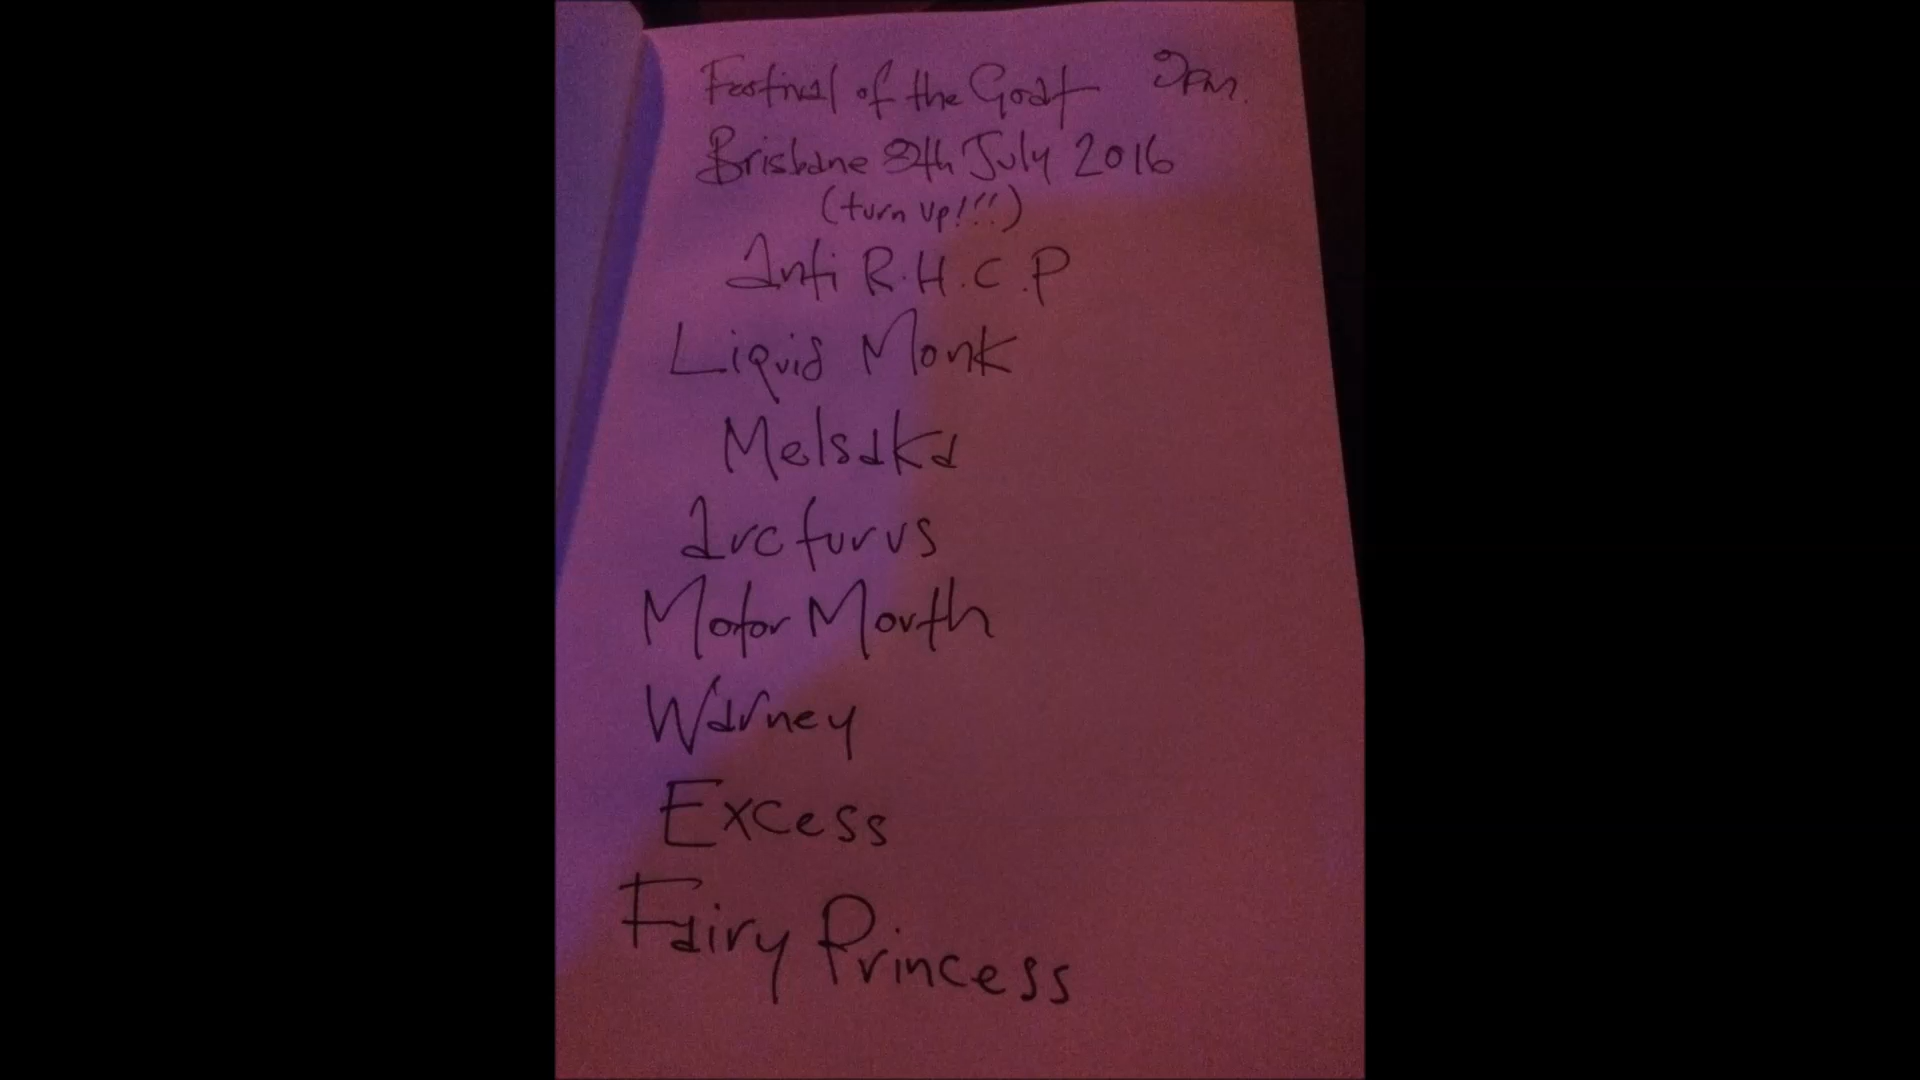 Festival of the Goat 9pm.
Brisbane 8th July 2016
(turn up!!!)
Anti R.H.C.P
Liquid Monk
Melsaka
Arcturus
Motor Mouth
Warney
Excess
Fairy Princess